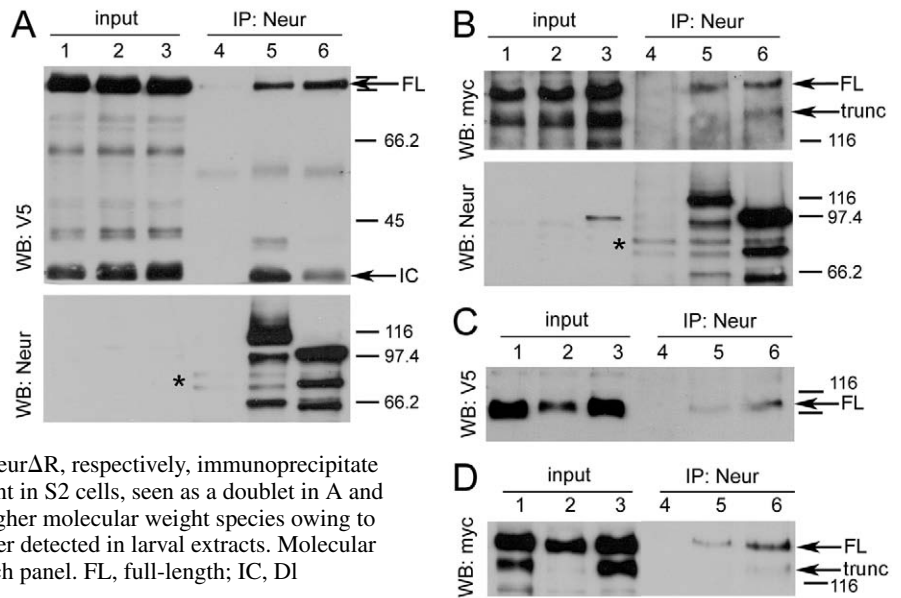 A
input
IP: Neur
1 2 3 4 5 6
WB: V5
FL
66.2
45
IC
WB: Neur
116
97.4
*
66.2
B
input
IP: Neur
1 2 3 4 5 6
WB: myc
FL
trunc
116
WB: Neur
116
97.4
*
66.2
C
input
IP: Neur
1 2 3 4 5 6
WB: V5
116
FL
D
input
IP: Neur
1 2 3 4 5 6
WB: myc
FL
trunc
116
eurΔR, respectively, immunoprecipitate
nt in S2 cells, seen as a doublet in A and
gher molecular weight species owing to
er detected in larval extracts. Molecular
ch panel. FL, full-length; IC, Dl